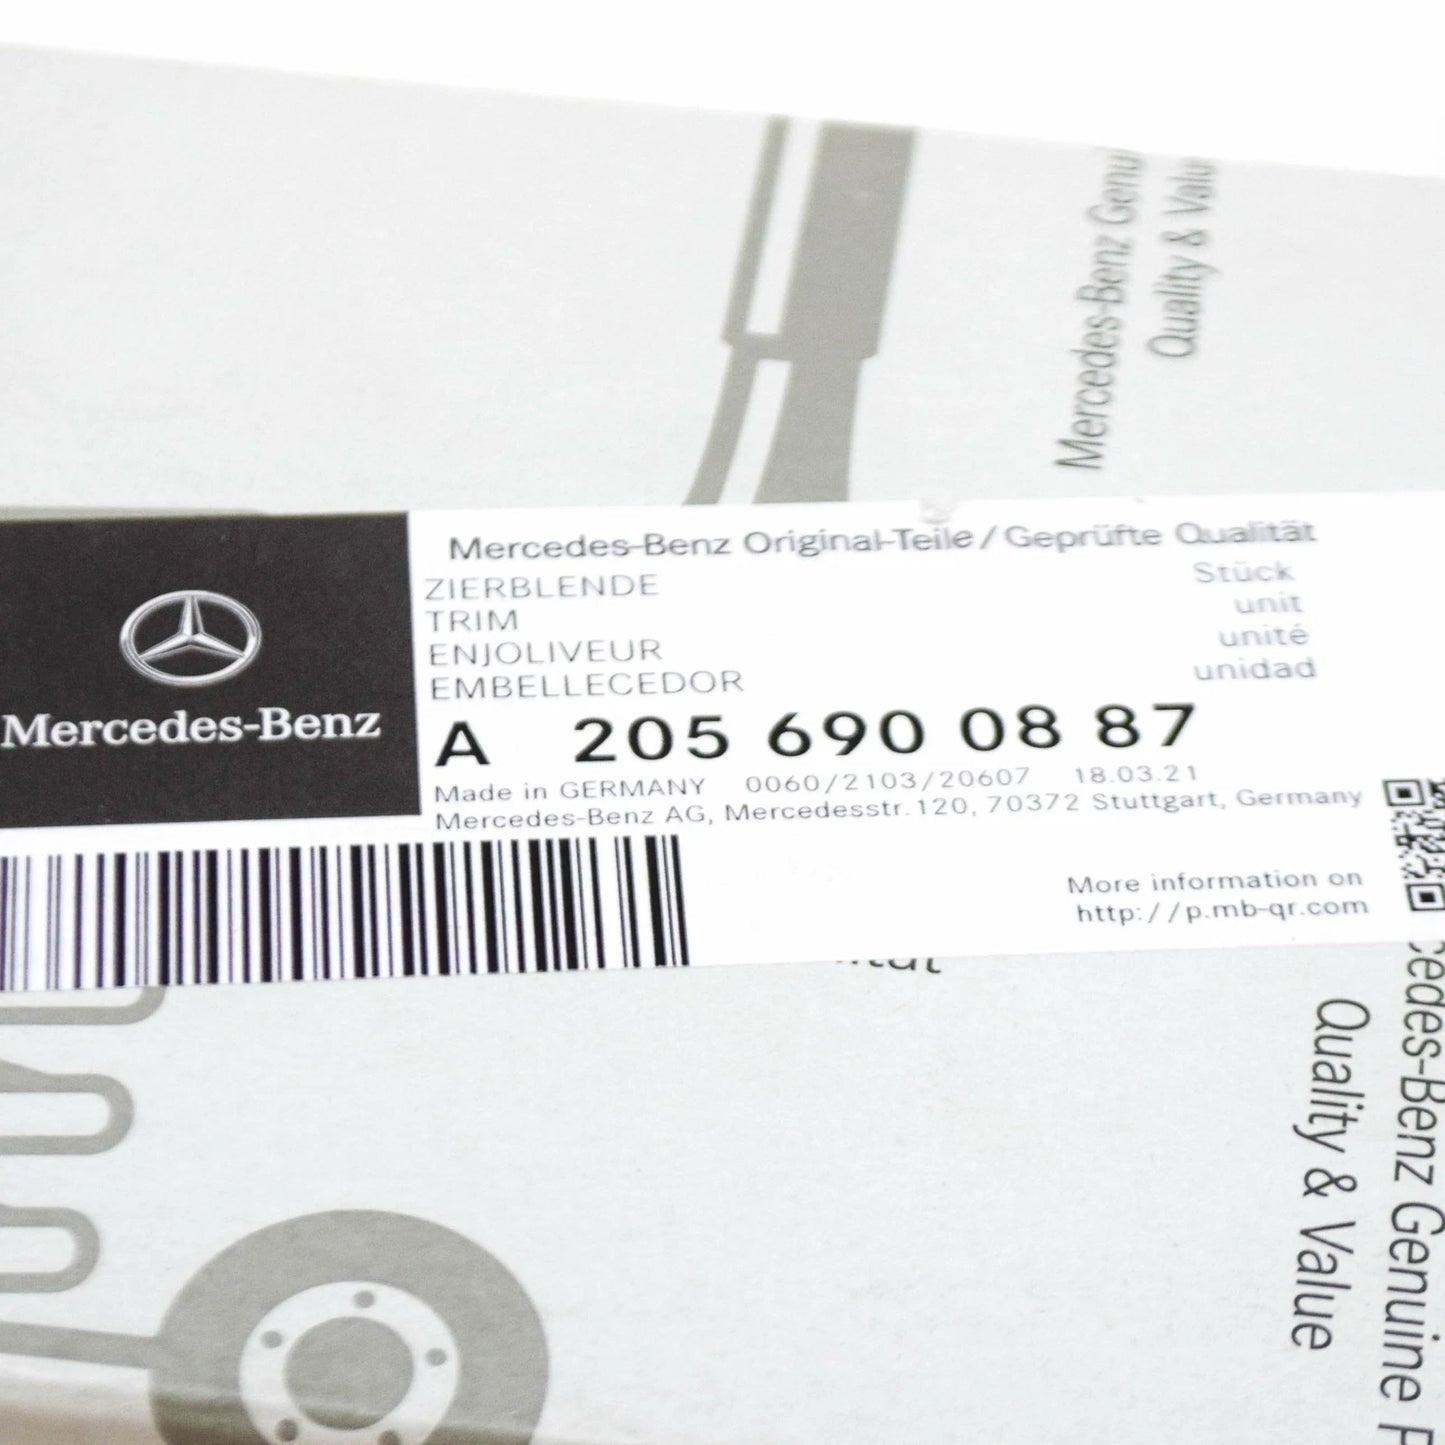 Mercedes-Benz Genui
Quality & Valu
Mercedes-Benz
Mercedes-Benz Original-Teile / Geprüfte Qualität
ZIERBLENDE Stück
TRIM unit
ENJOLIVEUR unité
EMBELLECEDOR unidad
A 205 690 08 87
Made in GERMANY 0060/2103/20607 18.03.21
Mercedes-Benz AG, Mercedesstr. 120, 70372 Stuttgart, Germany
More information on
http://p.mb-qr.com
cedes-Benz Genuine P
Quality & Value